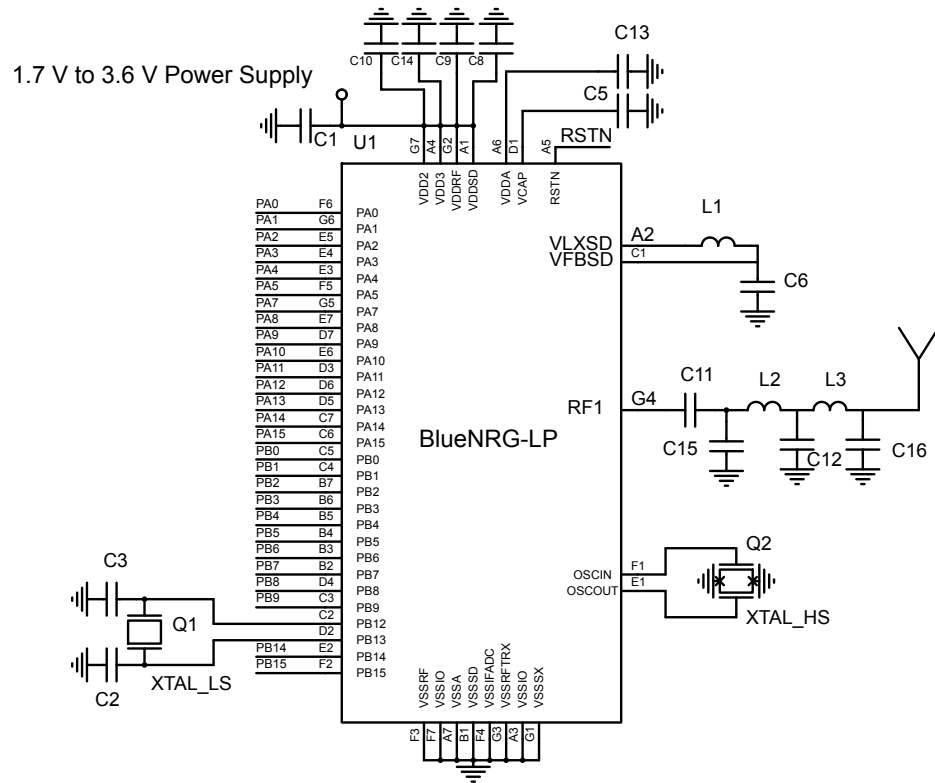 C10 C14 C9 C8
C13
1.7 V to 3.6 V Power Supply
C5
C1 U1
G7 A4 G2 A1 A6 D1 A5 RSTN
VDD2 VDD3 VDDRF VDDSD VDDA VCAP RSTN
PA0 F6 PA0
PA1 G6 PA1
PA2 E5 PA2
PA3 E4 PA3
PA4 E3 PA4
PA5 F5 PA5
PA7 G5 PA7
PA8 E7 PA8
PA9 D7 PA9
PA10 E6 PA10
PA11 D3 PA11
PA12 D6 PA12
PA13 D5 PA13
PA14 C7 PA14
PA15 C6 PA15
PB0 C5 PB0
PB1 C4 PB1
PB2 B7 PB2
PB3 B6 PB3
PB4 B5 PB4
PB5 B4 PB5
PB6 B3 PB6
PB7 B2 PB7
PB8 D4 PB8
PB9 C3 PB9
C2 PB12
D2 PB13
PB14 E2 PB14
PB15 F2 PB15
C3
Q1
C2
XTAL_LS
BlueNRG-LP
L1
VLXSD A2
VFBSD C1
C6
C11 L2 L3
RF1 G4
C15 C12 C16
Q2
OSCIN F1
OSCOUT E1
XTAL_HS
VSSRF VSSIO VSSA VSSSD VSSIFADC VSSRFTRX VSSIO VSSSX
F3 F7 A7 B1 F4 G3 A3 G1